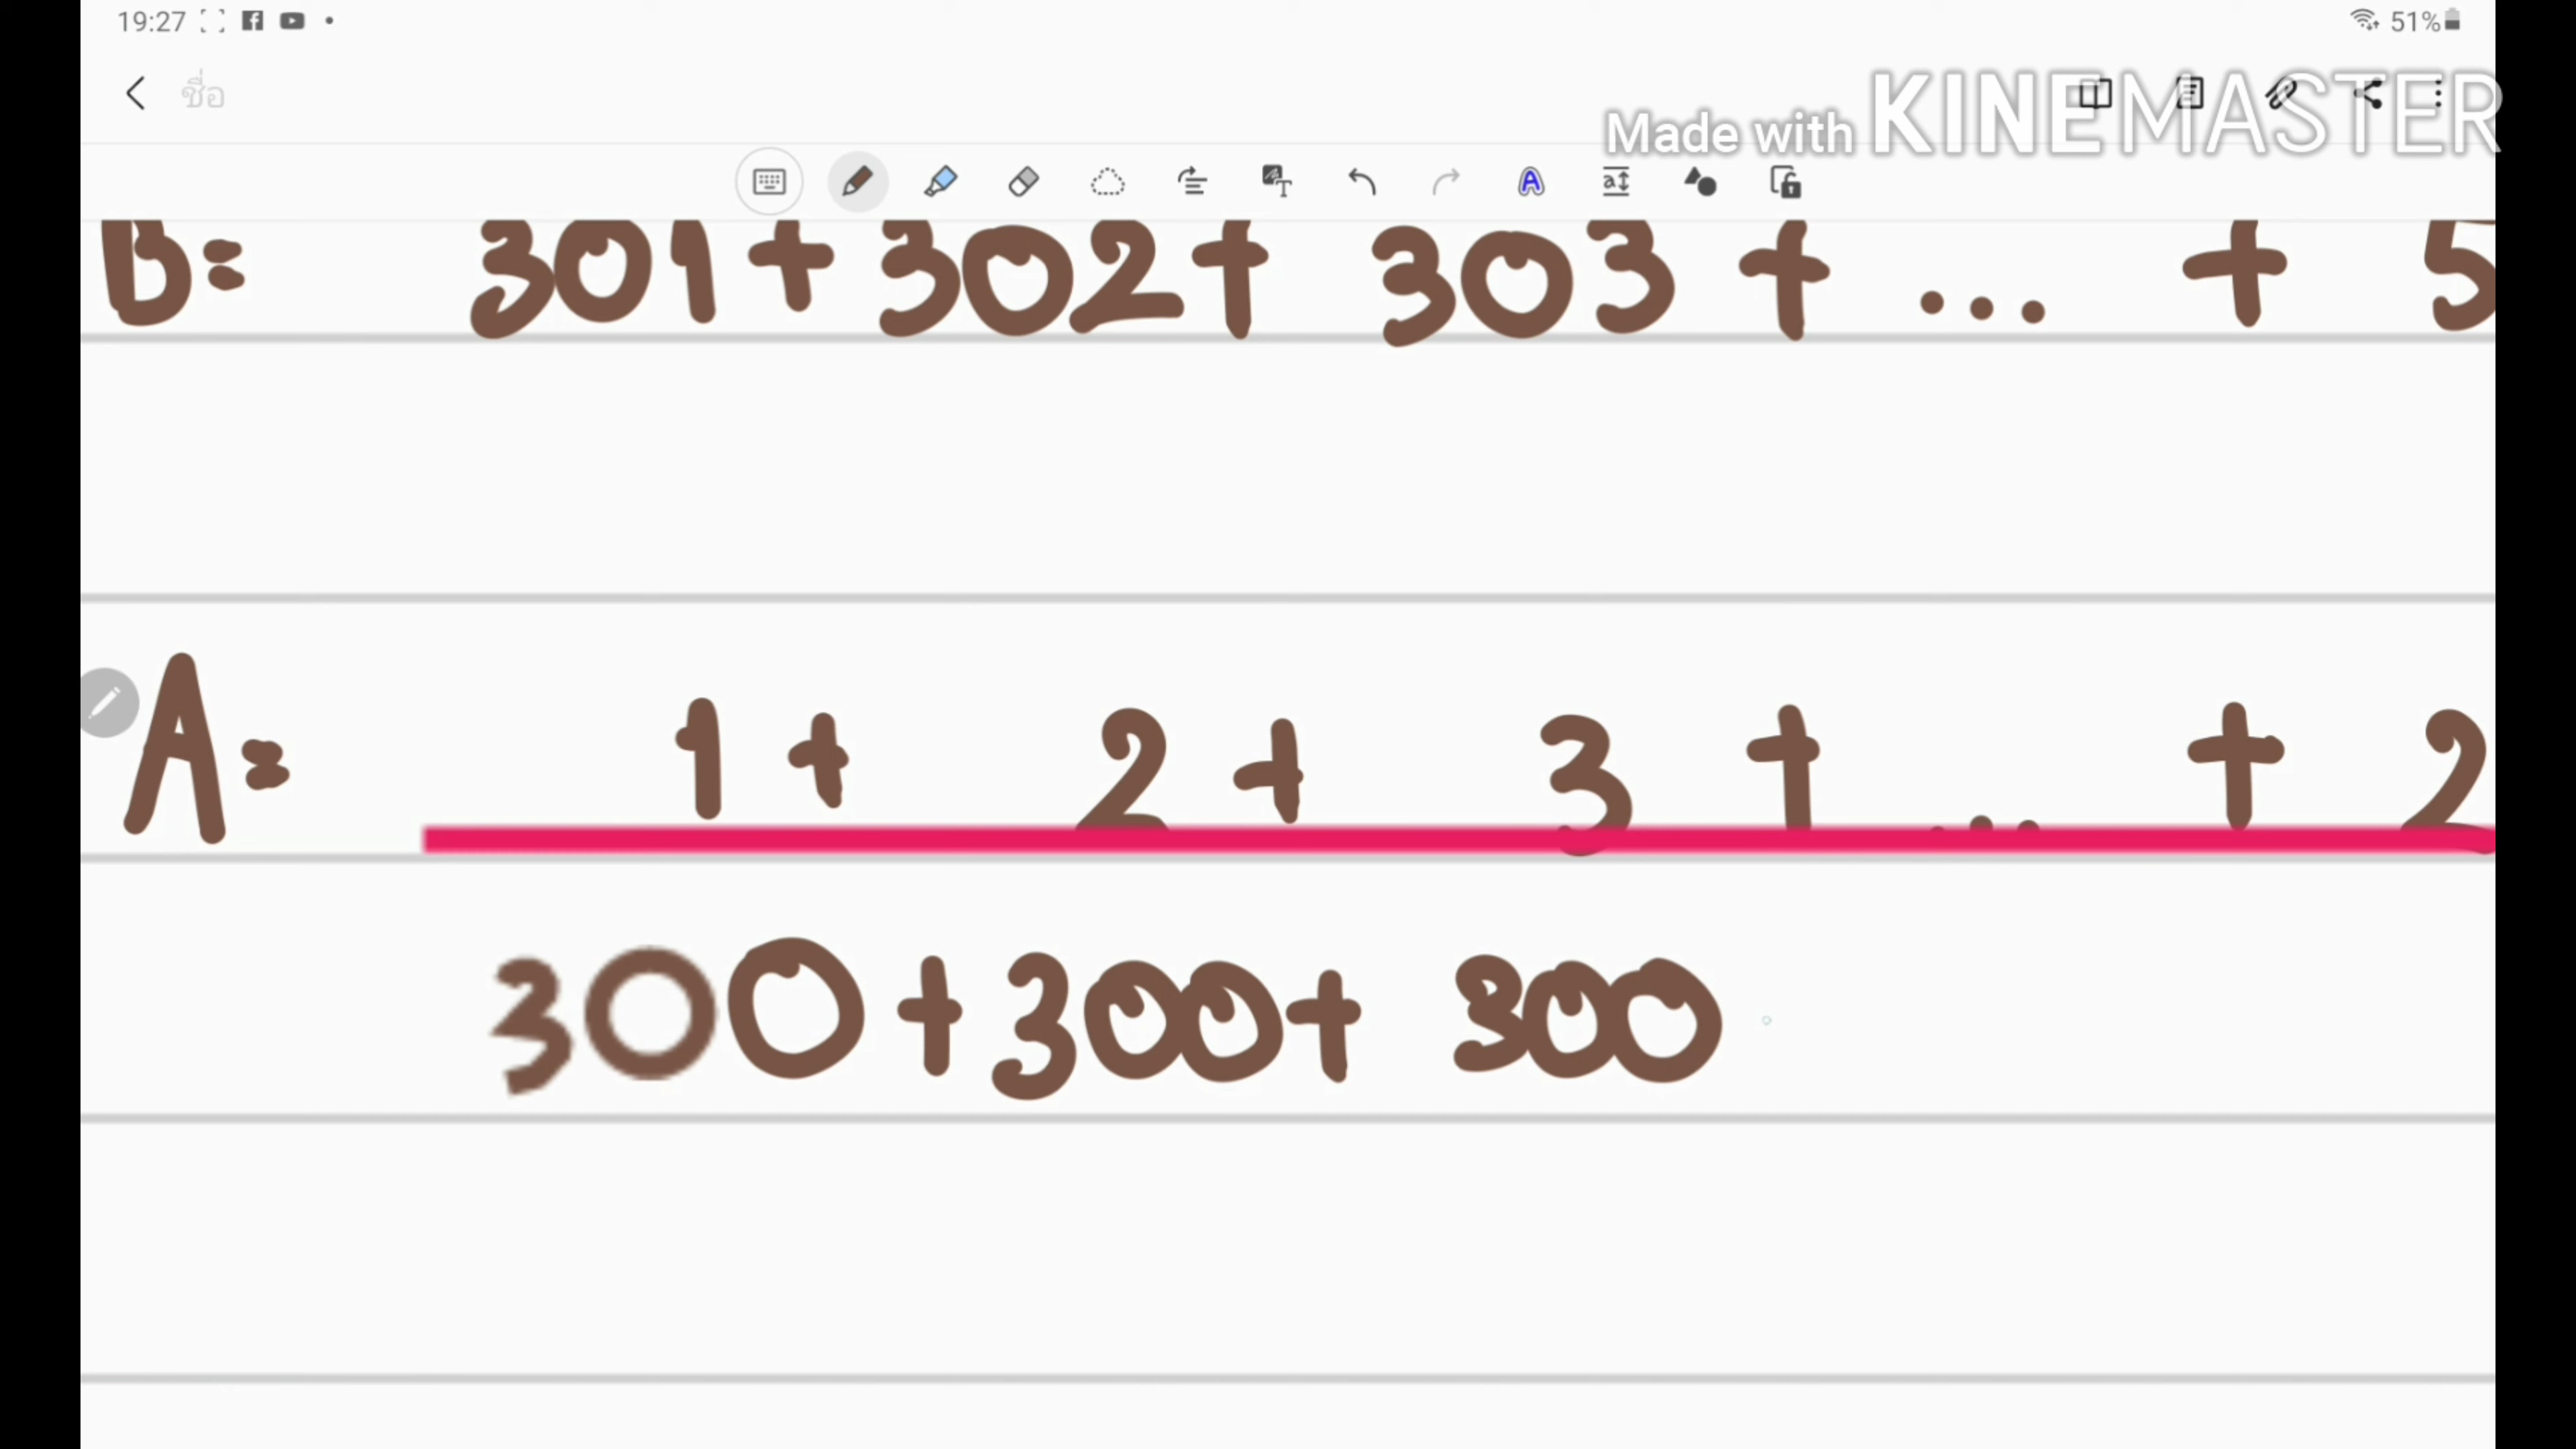 19:27 51%
ชื่อ
Made with KINEMASTER
B= 301+302+ 303 + ... + 5
A= 1 + 2 + 3 + ... + 2
300+300+ 300